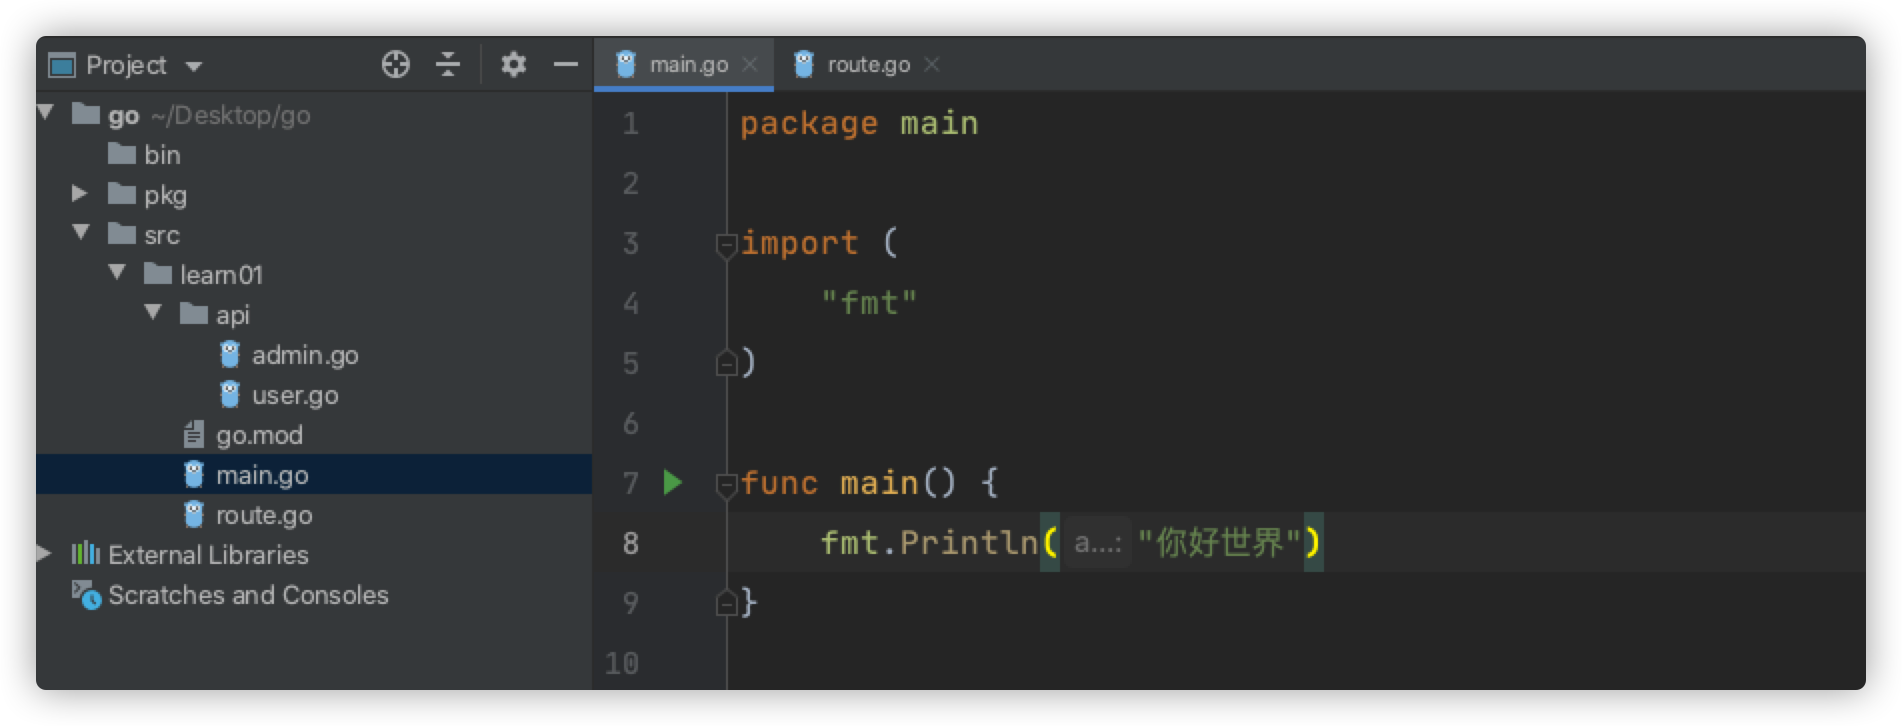 Project
go ~/Desktop/go
bin
pkg
src
learn01
api
admin.go
user.go
go.mod
main.go
route.go
External Libraries
Scratches and Consoles
main.go route.go
1 package main
2
3 import (
4 "fmt"
5 )
6
7 func main() {
8 fmt.Println( a...: "你好世界")
9 }
10